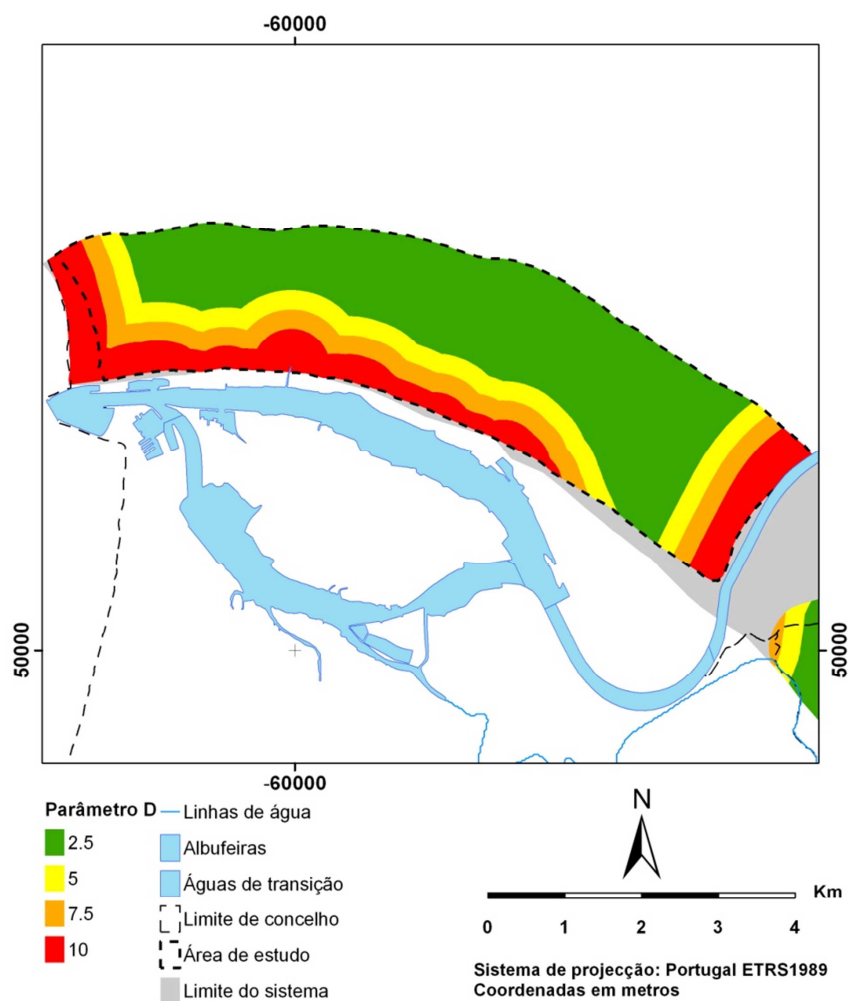 -60000
50000
50000
-60000
Parâmetro D
2.5
5
7.5
10
Linhas de água
Albufeiras
Águas de transição
Limite de concelho
Área de estudo
Limite do sistema
N
Km
0 1 2 3 4
Sistema de projecção: Portugal ETRS1989
Coordenadas em metros